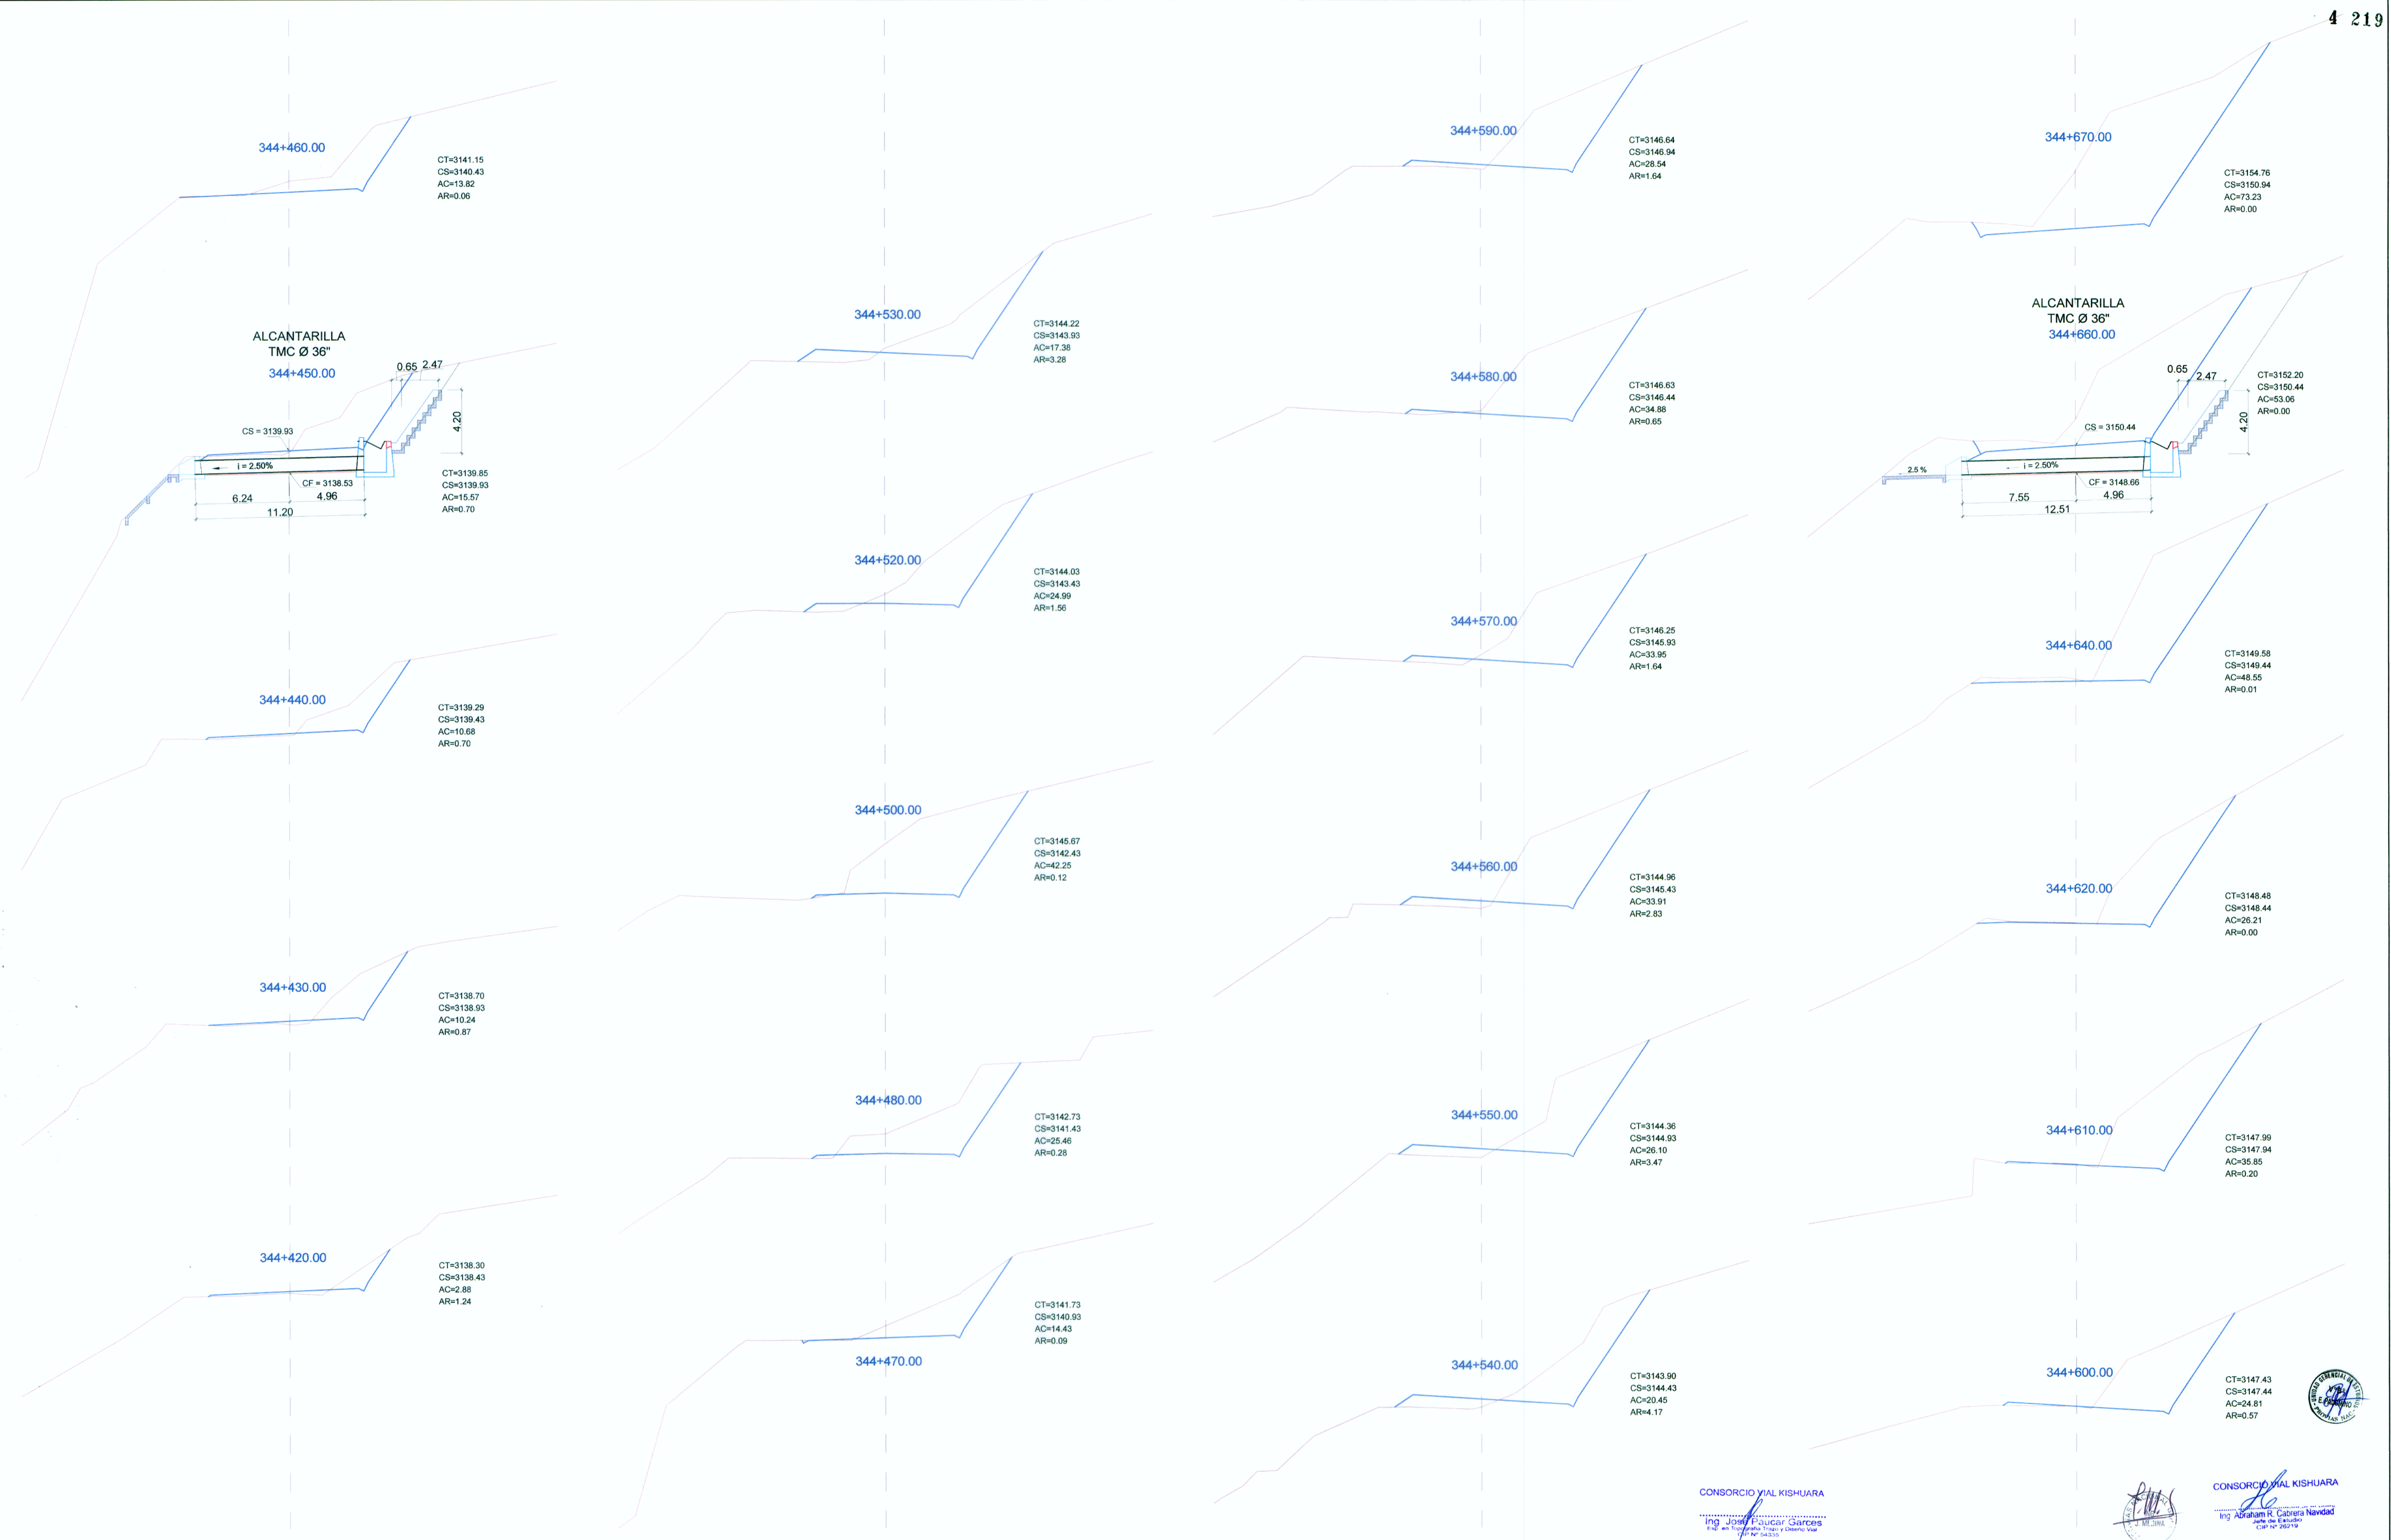 4 219
344+460.00
CT=3141.15
CS=3140.43
AC=13.82
AR=0.06
ALCANTARILLA
TMC Ø 36"
344+450.00
0.65 2.47
4.20
CS = 3139.93
i = 2.50%
CF = 3138.53
6.24 4.96
11.20
CT=3139.85
CS=3139.93
AC=15.57
AR=0.70
344+440.00
CT=3139.29
CS=3139.43
AC=10.68
AR=0.70
344+430.00
CT=3138.70
CS=3138.93
AC=10.24
AR=0.87
344+420.00
CT=3138.30
CS=3138.43
AC=2.88
AR=1.24
344+530.00
CT=3144.22
CS=3143.93
AC=17.38
AR=3.28
344+520.00
CT=3144.03
CS=3143.43
AC=24.99
AR=1.56
344+500.00
CT=3145.67
CS=3142.43
AC=42.25
AR=0.12
344+480.00
CT=3142.73
CS=3141.43
AC=25.46
AR=0.28
CT=3141.73
CS=3140.93
AC=14.43
AR=0.09
344+470.00
344+590.00
CT=3146.64
CS=3146.94
AC=28.54
AR=1.64
344+580.00
CT=3146.63
CS=3146.44
AC=34.88
AR=0.65
344+570.00
CT=3146.25
CS=3145.93
AC=33.95
AR=1.64
344+560.00
CT=3144.96
CS=3145.43
AC=33.91
AR=2.83
344+550.00
CT=3144.36
CS=3144.93
AC=26.10
AR=3.47
344+540.00
CT=3143.90
CS=3144.43
AC=20.45
AR=4.17
344+670.00
CT=3154.76
CS=3150.94
AC=73.23
AR=0.00
ALCANTARILLA
TMC Ø 36"
344+660.00
0.65
2.47
4.20
CT=3152.20
CS=3150.44
AC=53.06
AR=0.00
CS = 3150.44
2.5 %
i = 2.50%
CF = 3148.66
7.55 4.96
12.51
344+640.00
CT=3149.58
CS=3149.44
AC=48.55
AR=0.01
344+620.00
CT=3148.48
CS=3148.44
AC=26.21
AR=0.00
344+610.00
CT=3147.99
CS=3147.94
AC=35.85
AR=0.20
344+600.00
CT=3147.43
CS=3147.44
AC=24.81
AR=0.57
CONSORCIO VIAL KISHUARA
Ing José Paucar Garces
Esp. en Topografia Trazo y Diseño Vial
CIP Nº 54335
CONSORCIO VIAL KISHUARA
Ing Abraham R. Cabrera Navidad
Jefe de Estudio
CIP Nº 26219